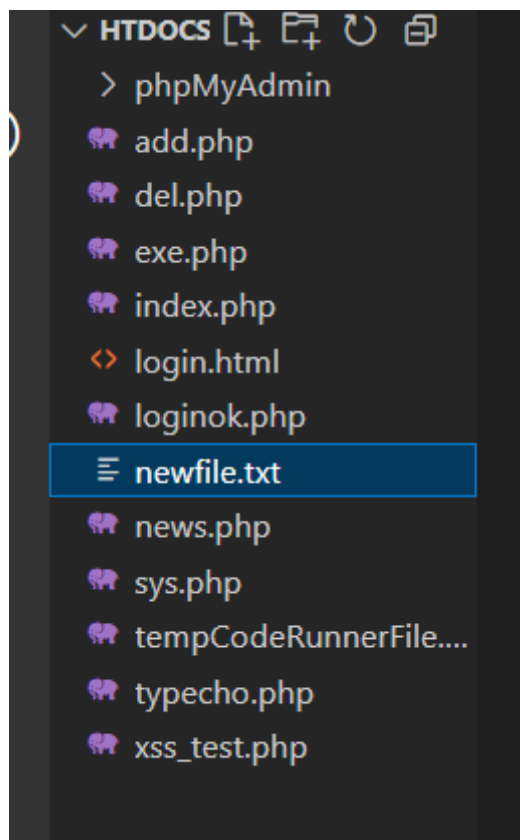 HTDOCS
phpMyAdmin
add.php
del.php
exe.php
index.php
login.html
loginok.php
newfile.txt
news.php
sys.php
tempCodeRunnerFile....
typecho.php
xss_test.php